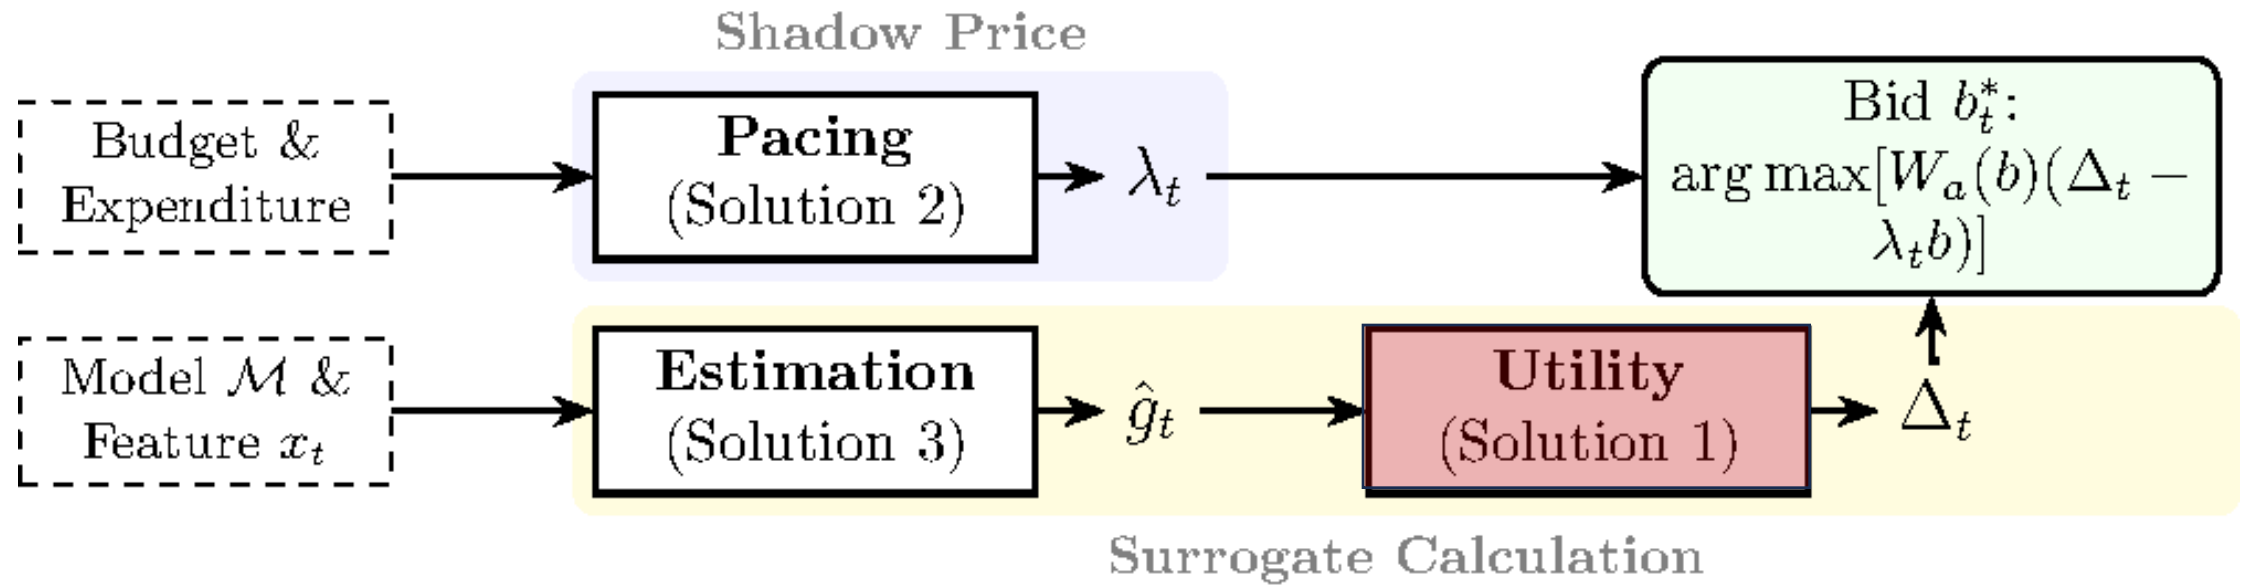 Shadow Price
Budget &
Expenditure
Pacing
(Solution 2)
λ_t
Bid b_t^*:
arg max[W_a(b)(Δ_t −
λ_t b)]
Model ℳ &
Feature x_t
Estimation
(Solution 3)
ĝ_t
Utility
(Solution 1)
Δ_t
Surrogate Calculation